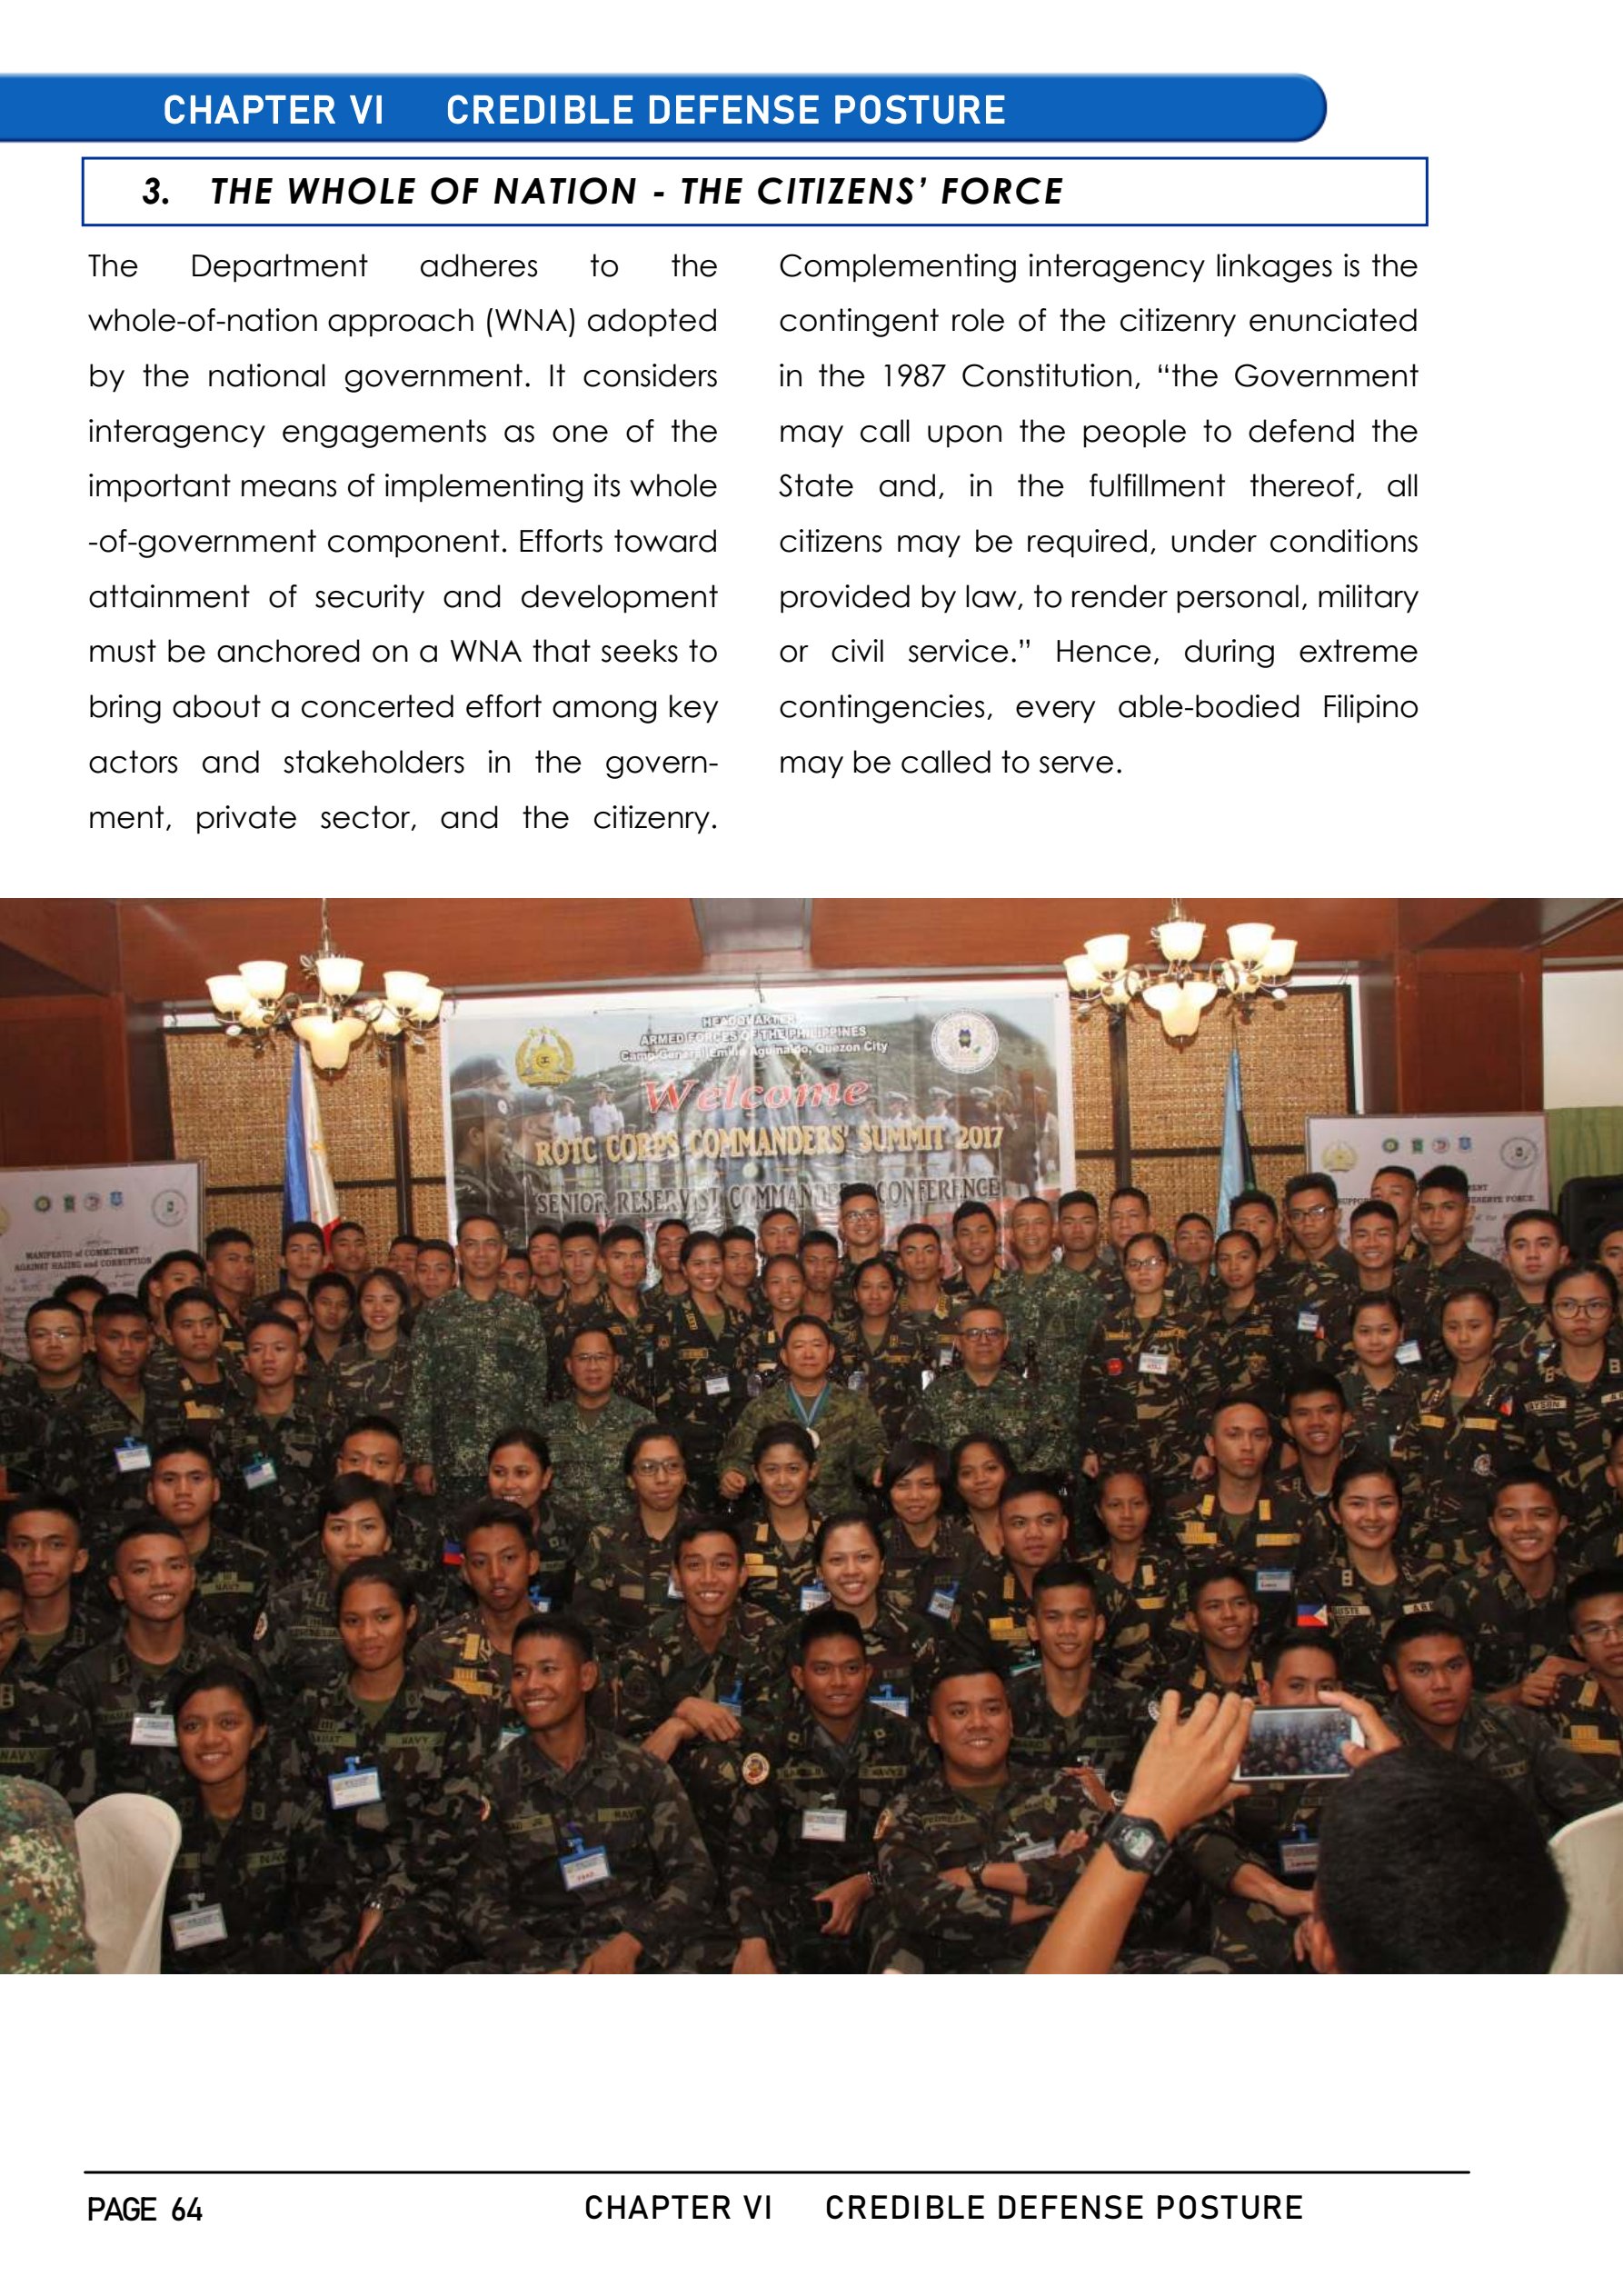 CHAPTER VI CREDIBLE DEFENSE POSTURE
3. THE WHOLE OF NATION - THE CITIZENS’ FORCE
The Department adheres to the
whole-of-nation approach (WNA) adopted
by the national government. It considers
interagency engagements as one of the
important means of implementing its whole
-of-government component. Efforts toward
attainment of security and development
must be anchored on a WNA that seeks to
bring about a concerted effort among key
actors and stakeholders in the govern-
ment, private sector, and the citizenry.
Complementing interagency linkages is the
contingent role of the citizenry enunciated
in the 1987 Constitution, “the Government
may call upon the people to defend the
State and, in the fulfillment thereof, all
citizens may be required, under conditions
provided by law, to render personal, military
or civil service.” Hence, during extreme
contingencies, every able-bodied Filipino
may be called to serve.
HEADQUARTERS
ARMED FORCES OF THE PHILIPPINES
Camp General Emilio Aguinaldo, Quezon City
Welcome
ROTC CORPS COMMANDERS' SUMMIT 2017
SENIOR RESERVIST COMMANDERS CONFERENCE
MANIFESTO of COMMITMENT
AGAINST HAZING and CORRUPTION
RESERVE FORCE
NAVY
NAVY
NAVY
NAVY
PAGE 64 CHAPTER VI CREDIBLE DEFENSE POSTURE